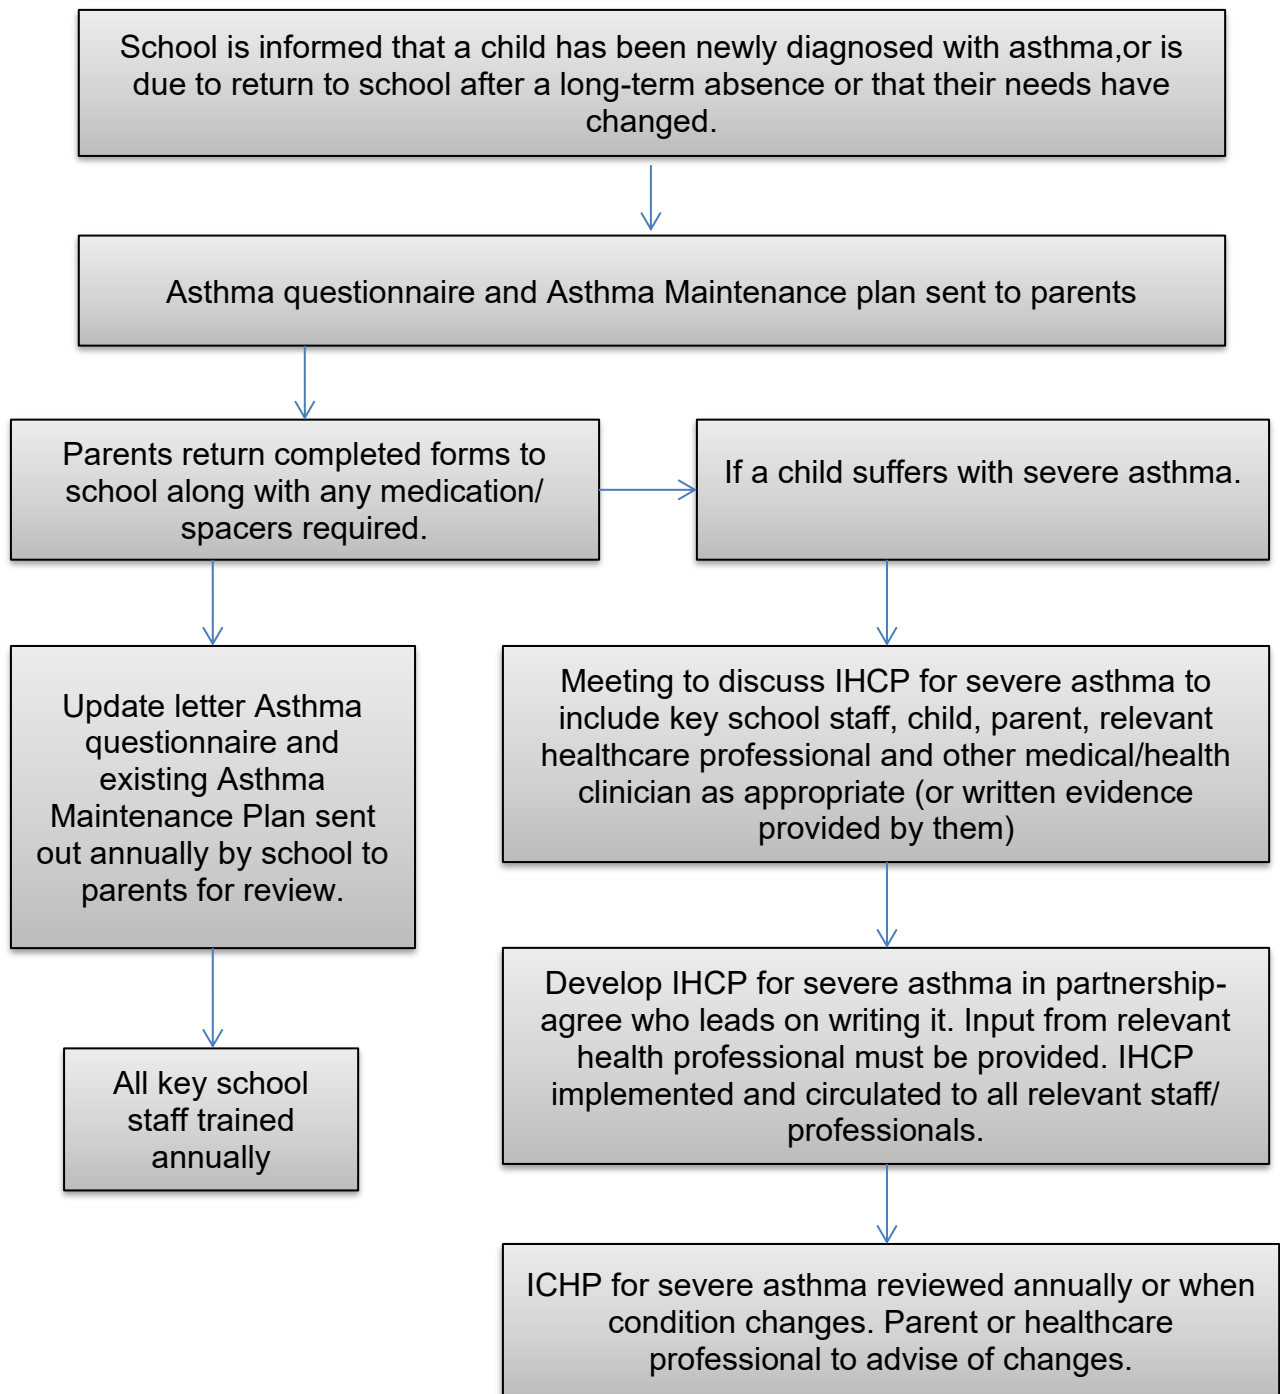 School is informed that a child has been newly diagnosed with asthma,or is
due to return to school after a long-term absence or that their needs have
changed.
Asthma questionnaire and Asthma Maintenance plan sent to parents
Parents return completed forms to
school along with any medication/
spacers required.
If a child suffers with severe asthma.
Update letter Asthma
questionnaire and
existing Asthma
Maintenance Plan sent
out annually by school to
parents for review.
Meeting to discuss IHCP for severe asthma to
include key school staff, child, parent, relevant
healthcare professional and other medical/health
clinician as appropriate (or written evidence
provided by them)
All key school
staff trained
annually
Develop IHCP for severe asthma in partnership-
agree who leads on writing it. Input from relevant
health professional must be provided. IHCP
implemented and circulated to all relevant staff/
professionals.
ICHP for severe asthma reviewed annually or when
condition changes. Parent or healthcare
professional to advise of changes.